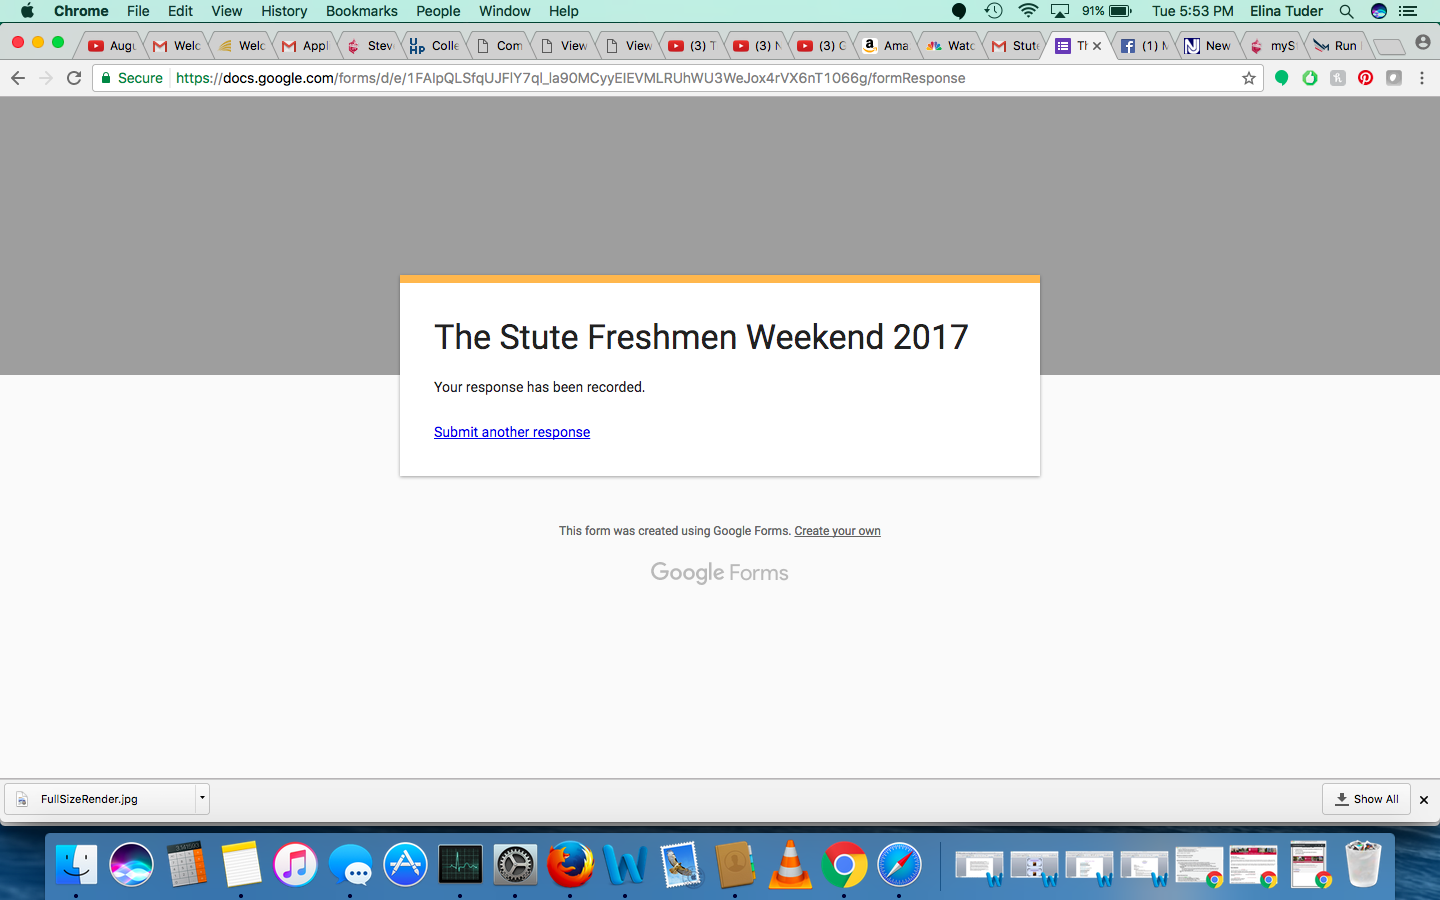 Chrome File Edit View History Bookmarks People Window Help 91% Tue 5:53 PM Elina Tuder
Augu Welc Welc Appl Stev UHP Colle Com View View (3) T (3) N (3) C a Ama Watc Stute Th (1) M N New myS Run
Secure https://docs.google.com/forms/d/e/
The Stute Freshmen Weekend 2017
Your response has been recorded.
Submit another response
This form was created using Google Forms. Create your own
Google Forms
FullSizeRender.jpg Show All